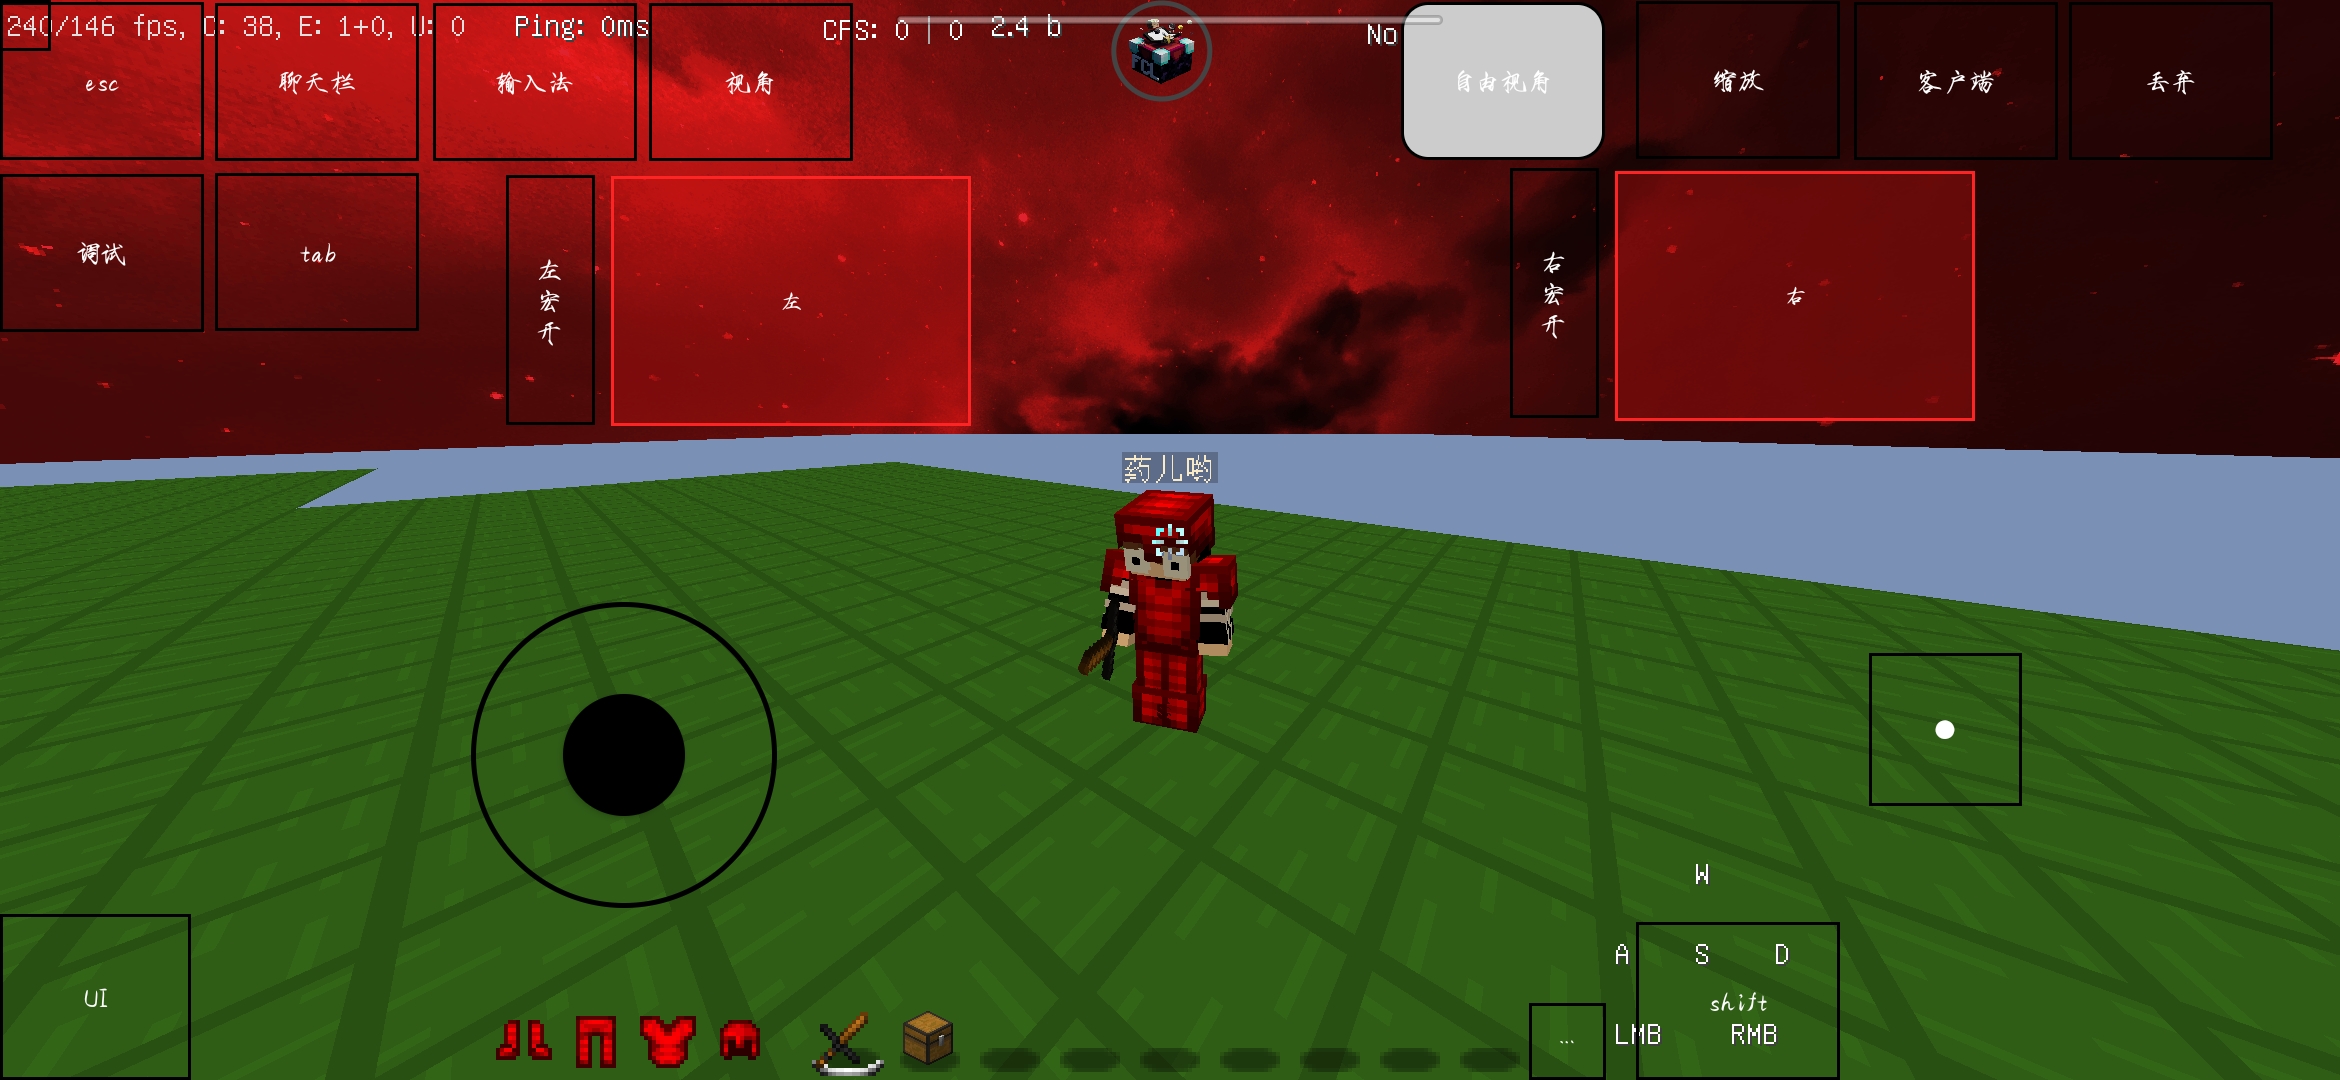 240/146 fps, C: 38, E: 1+0, U: 0
Ping: 0ms
CFS: 0 | 0
2.4 b
FCL
No
esc
聊天栏
输入法
视角
自由视角
缩放
客户端
丢弃
调试
tab
左宏开
左
右宏开
右
药儿哟
W
A S D
UI
shift
...
LMB RMB